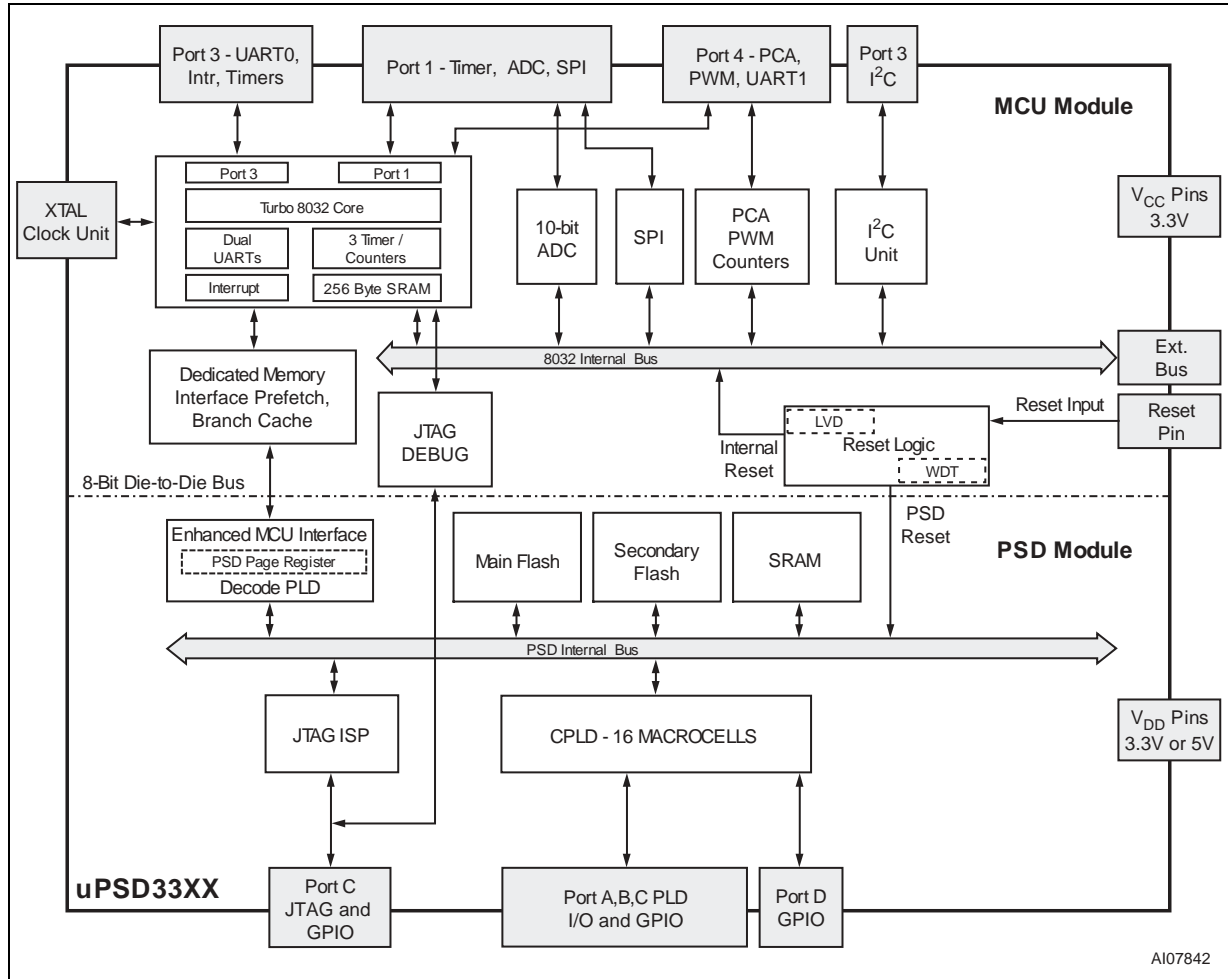 Port 3 - UART0,
Intr, Timers
Port 1 - Timer, ADC, SPI
Port 4 - PCA,
PWM, UART1
Port 3
I²C
MCU Module
XTAL
Clock Unit
Port 3
Port 1
Turbo 8032 Core
Dual
UARTs
3 Timer /
Counters
Interrupt
256 Byte SRAM
10-bit
ADC
SPI
PCA
PWM
Counters
I²C
Unit
VCC Pins
3.3V
8032 Internal Bus
Ext.
Bus
Dedicated Memory
Interface Prefetch,
Branch Cache
JTAG
DEBUG
Internal
Reset
LVD
Reset Logic
WDT
Reset Input
Reset
Pin
8-Bit Die-to-Die Bus
PSD
Reset
PSD Module
Enhanced MCU Interface
PSD Page Register
Decode PLD
Main Flash
Secondary
Flash
SRAM
PSD Internal Bus
JTAG ISP
CPLD - 16 MACROCELLS
VDD Pins
3.3V or 5V
uPSD33XX
Port C
JTAG and
GPIO
Port A,B,C PLD
I/O and GPIO
Port D
GPIO
AI07842